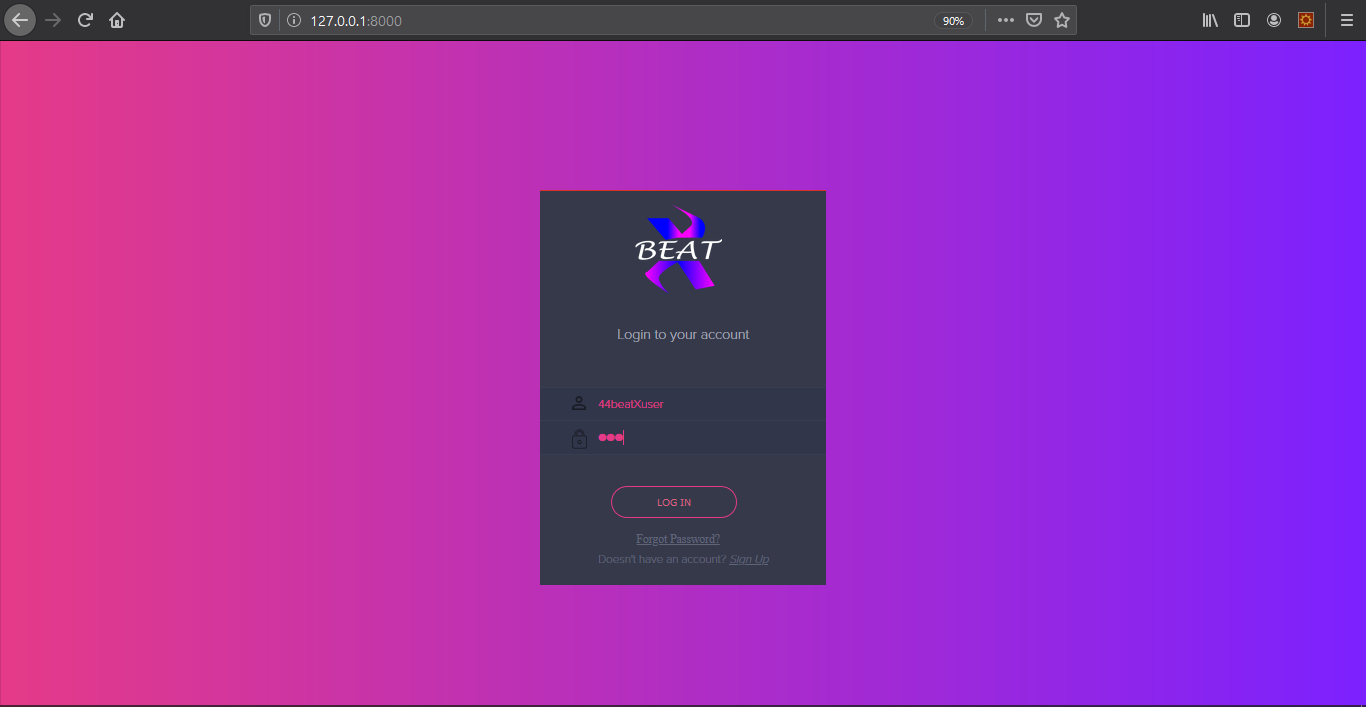 127.0.0.1:8000
90%
BEAT
Login to your account
44beatXuser
LOG IN
Forgot Password?
Doesn't have an account? Sign Up